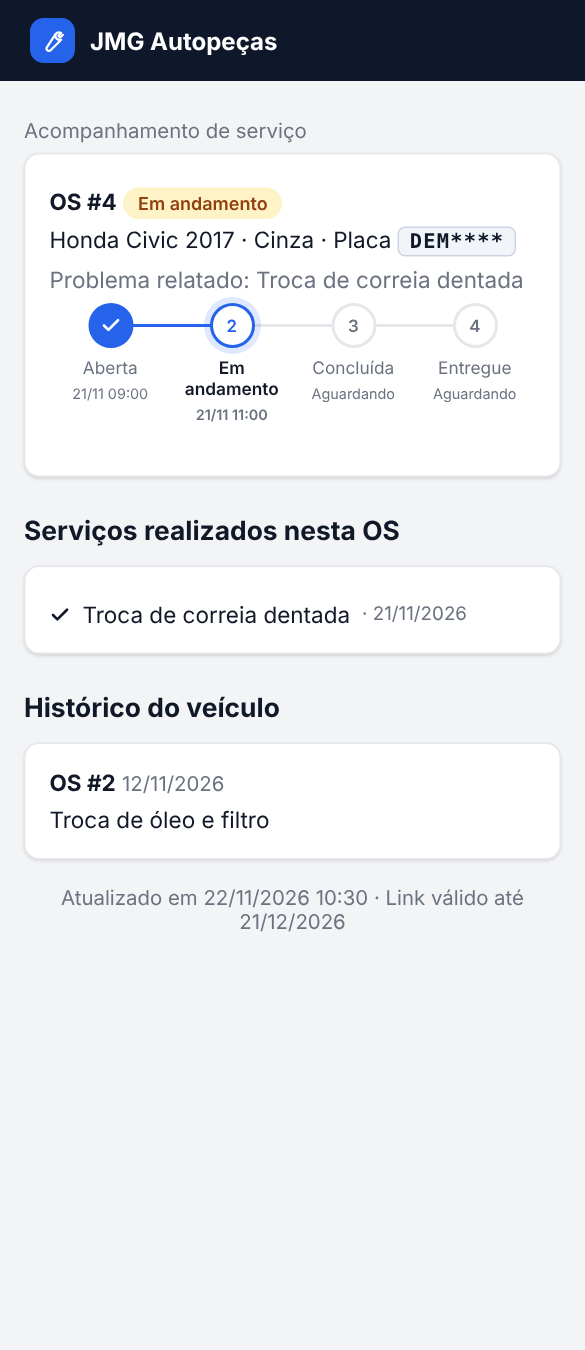 JMG Autopeças
Acompanhamento de serviço
OS #4 Em andamento
Honda Civic 2017 · Cinza · Placa DEM****
Problema relatado: Troca de correia dentada
2 3 4
Aberta Em andamento Concluída Entregue
21/11 09:00 21/11 11:00 Aguardando Aguardando
Serviços realizados nesta OS
Troca de correia dentada · 21/11/2026
Histórico do veículo
OS #2 12/11/2026
Troca de óleo e filtro
Atualizado em 22/11/2026 10:30 · Link válido até
21/12/2026